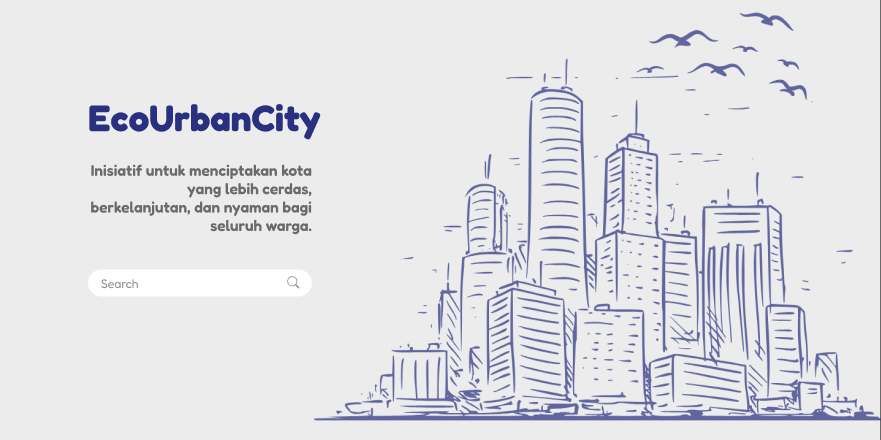 EcoUrbanCity
Inisiatif untuk menciptakan kota
yang lebih cerdas,
berkelanjutan, dan nyaman bagi
seluruh warga.
Search